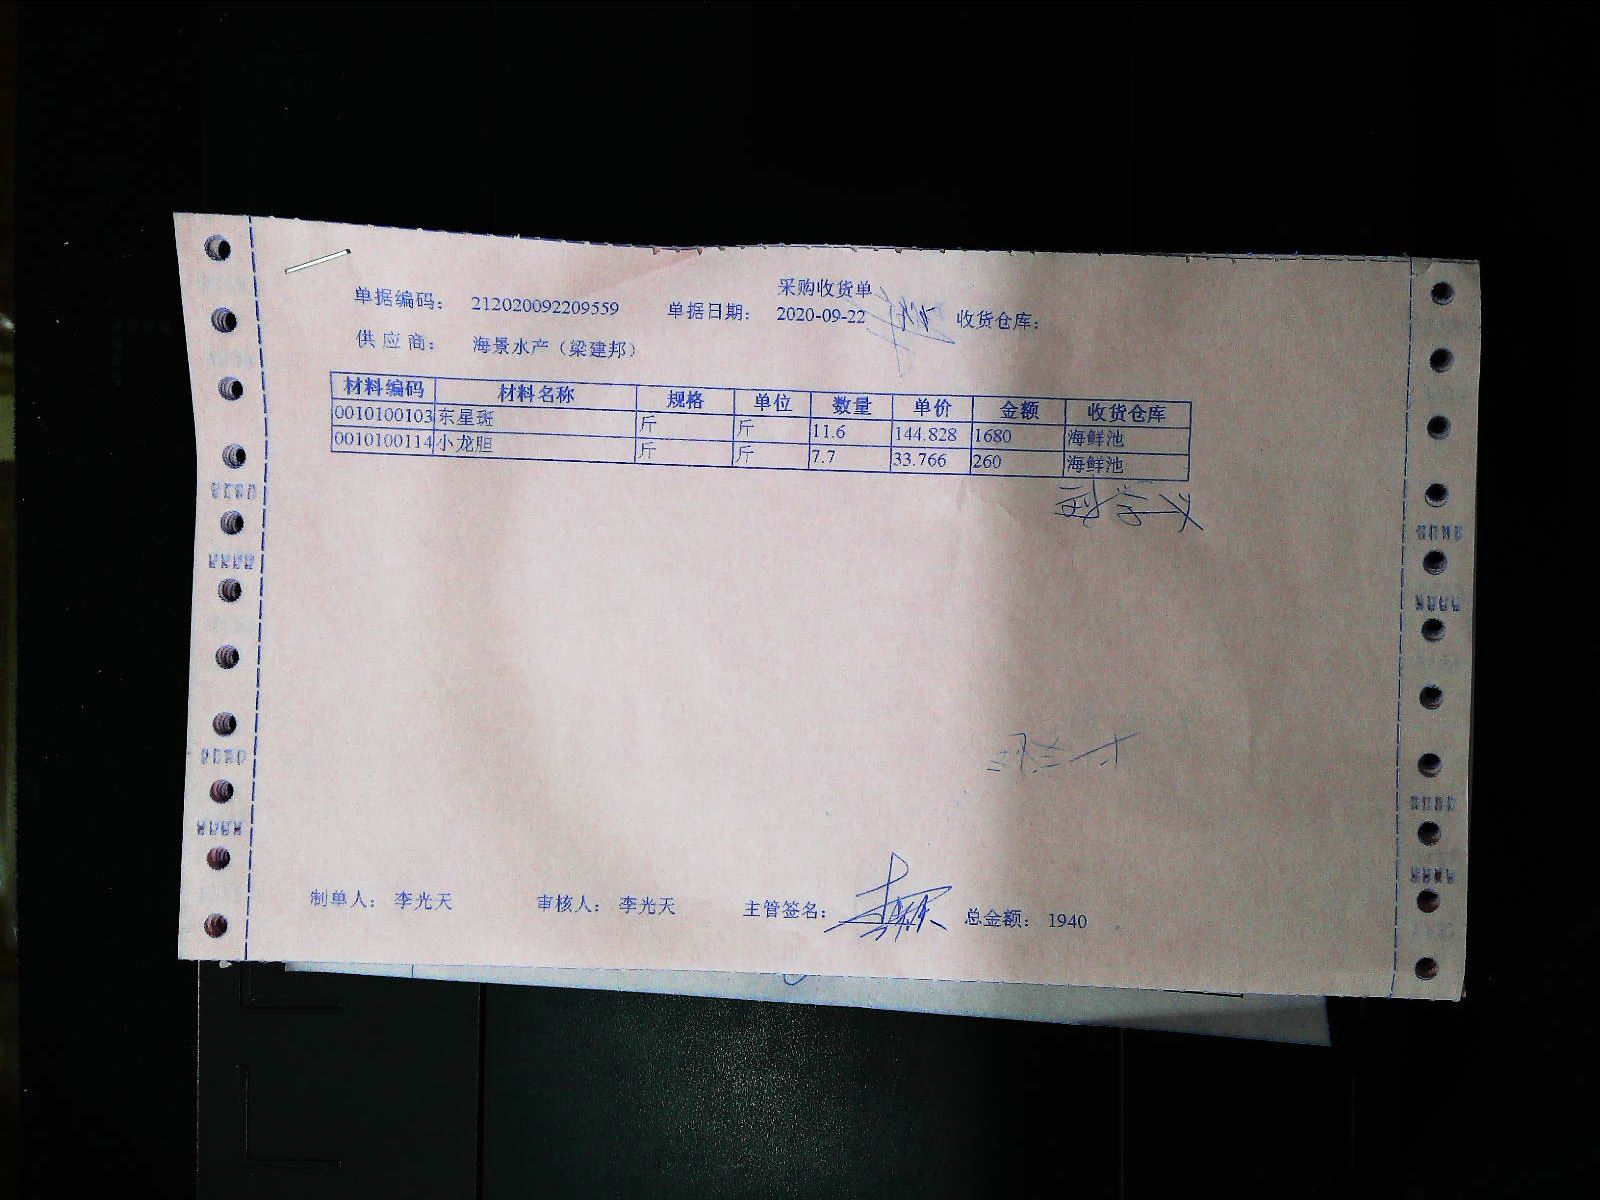 采购收货单
单据编码： 212020092209559 单据日期： 2020-09-22 收货仓库：
供 应 商： 海景水产（梁建邦）
材料编码 材料名称 规格 单位 数量 单价 金额 收货仓库
0010100103 东星斑 斤 斤 11.6 144.828 1680 海鲜池
0010100114 小龙胆 斤 斤 7.7 33.766 260 海鲜池
制单人： 李光天 审核人： 李光天 主管签名： 总金额： 1940